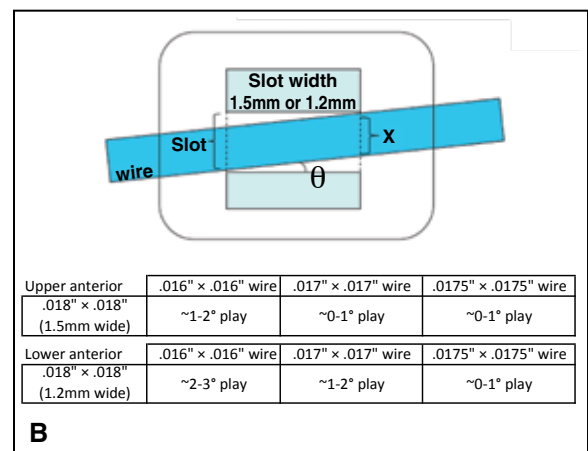 Slot width
1.5mm or 1.2mm
Slot
X
wire
θ
Upper anterior .016" × .016" wire .017" × .017" wire .0175" × .0175" wire
.018" × .018"
(1.5mm wide) ~1-2° play ~0-1° play ~0-1° play
Lower anterior .016" × .016" wire .017" × .017" wire .0175" × .0175" wire
.018" × .018"
(1.2mm wide) ~2-3° play ~1-2° play ~0-1° play
B